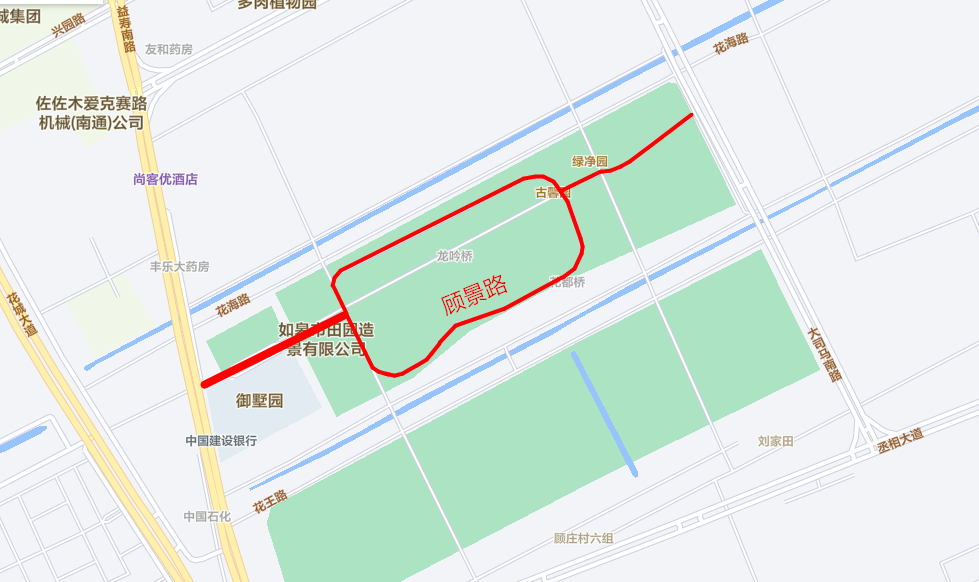 城集团
兴园路
益寿南路
多肉植物园
友和药房
花海路
佐佐木爱克赛路
机械(南通)公司
尚客优酒店
绿净园
古馨园
丰乐大药房
龙吟桥
花都桥
顾景路
花海路
花城大道
如皋市田园造
景有限公司
大司马南路
御墅园
中国建设银行
刘家田
丞相大道
花王路
中国石化
顾庄村六组